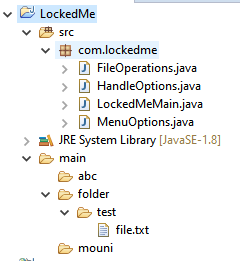 LockedMe
src
com.lockedme
FileOperations.java
HandleOptions.java
LockedMeMain.java
MenuOptions.java
JRE System Library [JavaSE-1.8]
main
abc
folder
test
file.txt
mouni